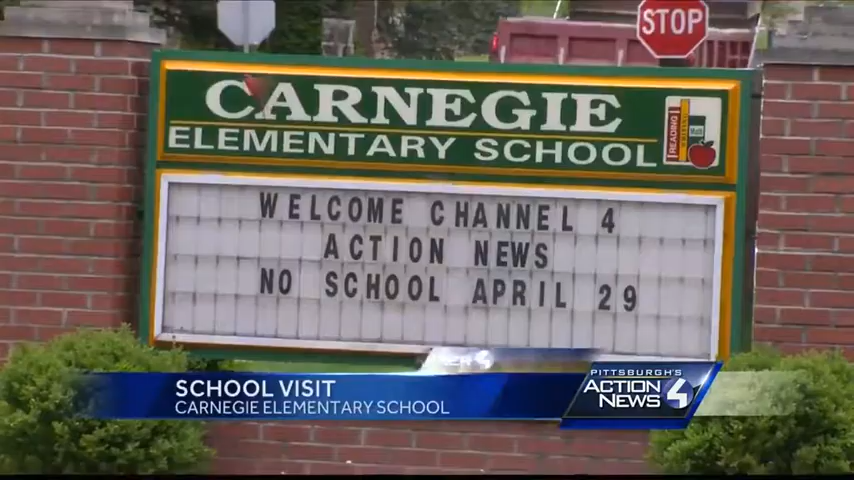 STOP
CARNEGIE
ELEMENTARY SCHOOL
READING
Math
WELCOME CHANNEL 4
ACTION NEWS
NO SCHOOL APRIL 29
SCHOOL VISIT
CARNEGIE ELEMENTARY SCHOOL
PITTSBURGH'S
ACTION
NEWS 4